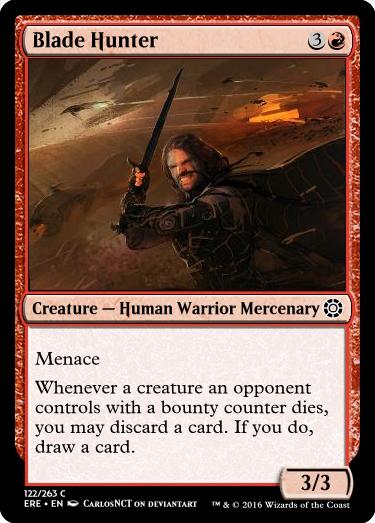 Blade Hunter 3
Creature — Human Warrior Mercenary
Menace
Whenever a creature an opponent
controls with a bounty counter dies,
you may discard a card. If you do,
draw a card.
3/3
122/263 C
ERE • EN CarlosNCT on deviantart ™ & © 2016 Wizards of the Coast